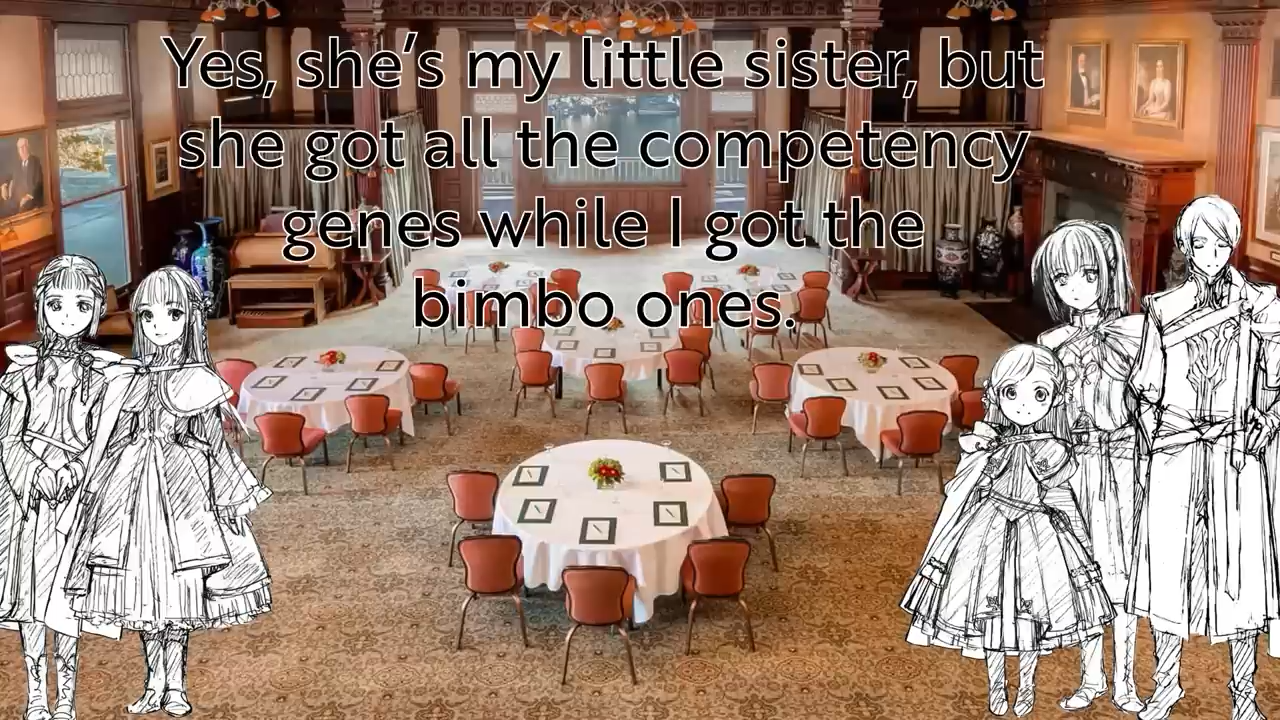 Yes, she's my little sister, but
she got all the competency
genes while I got the
bimbo ones.